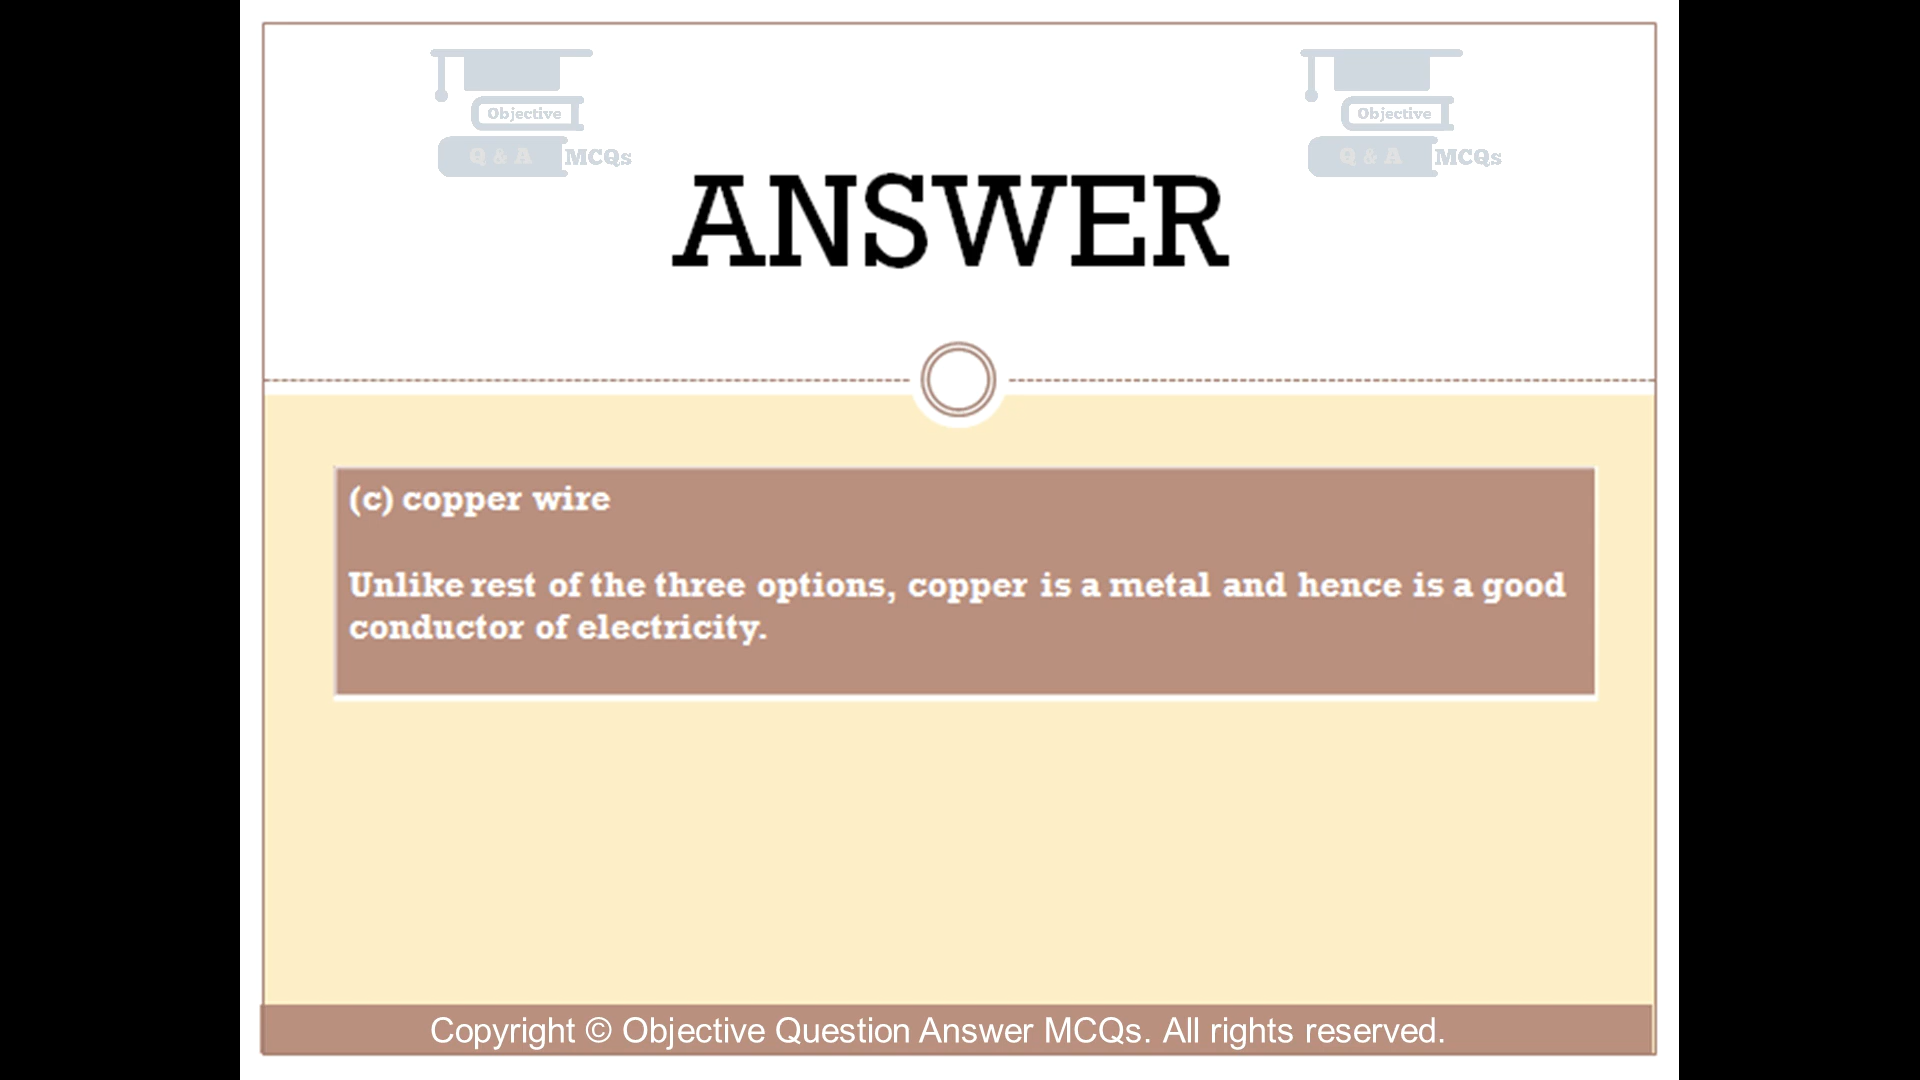 Objective
Q & A MCQs
Objective
Q & A MCQs
ANSWER
(c) copper wire
Unlike rest of the three options, copper is a metal and hence is a good
conductor of electricity.
Copyright © Objective Question Answer MCQs. All rights reserved.